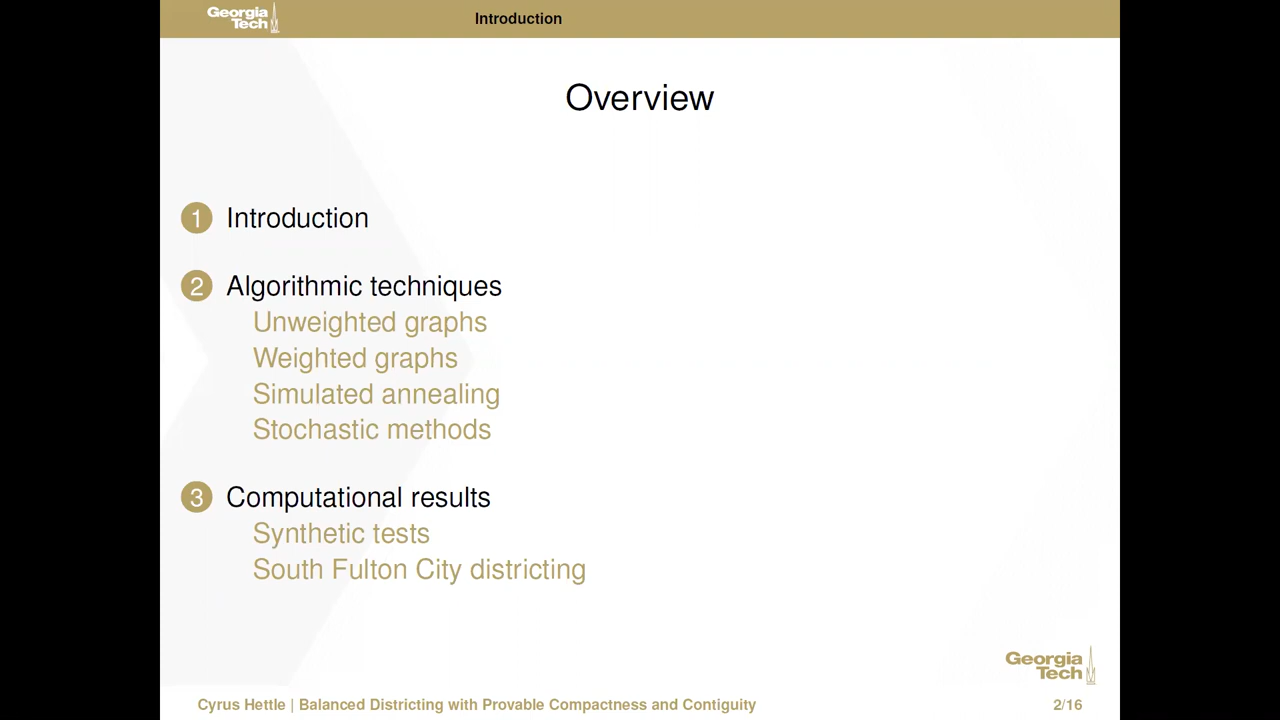 Georgia
Tech
Introduction
Overview
1 Introduction
2 Algorithmic techniques
Unweighted graphs
Weighted graphs
Simulated annealing
Stochastic methods
3 Computational results
Synthetic tests
South Fulton City districting
Georgia
Tech
Cyrus Hettle | Balanced Districting with Provable Compactness and Contiguity 2/16